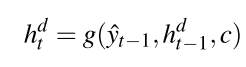 $h_t^d = g(\hat{y}_{t-1}, h_{t-1}^d, c)$